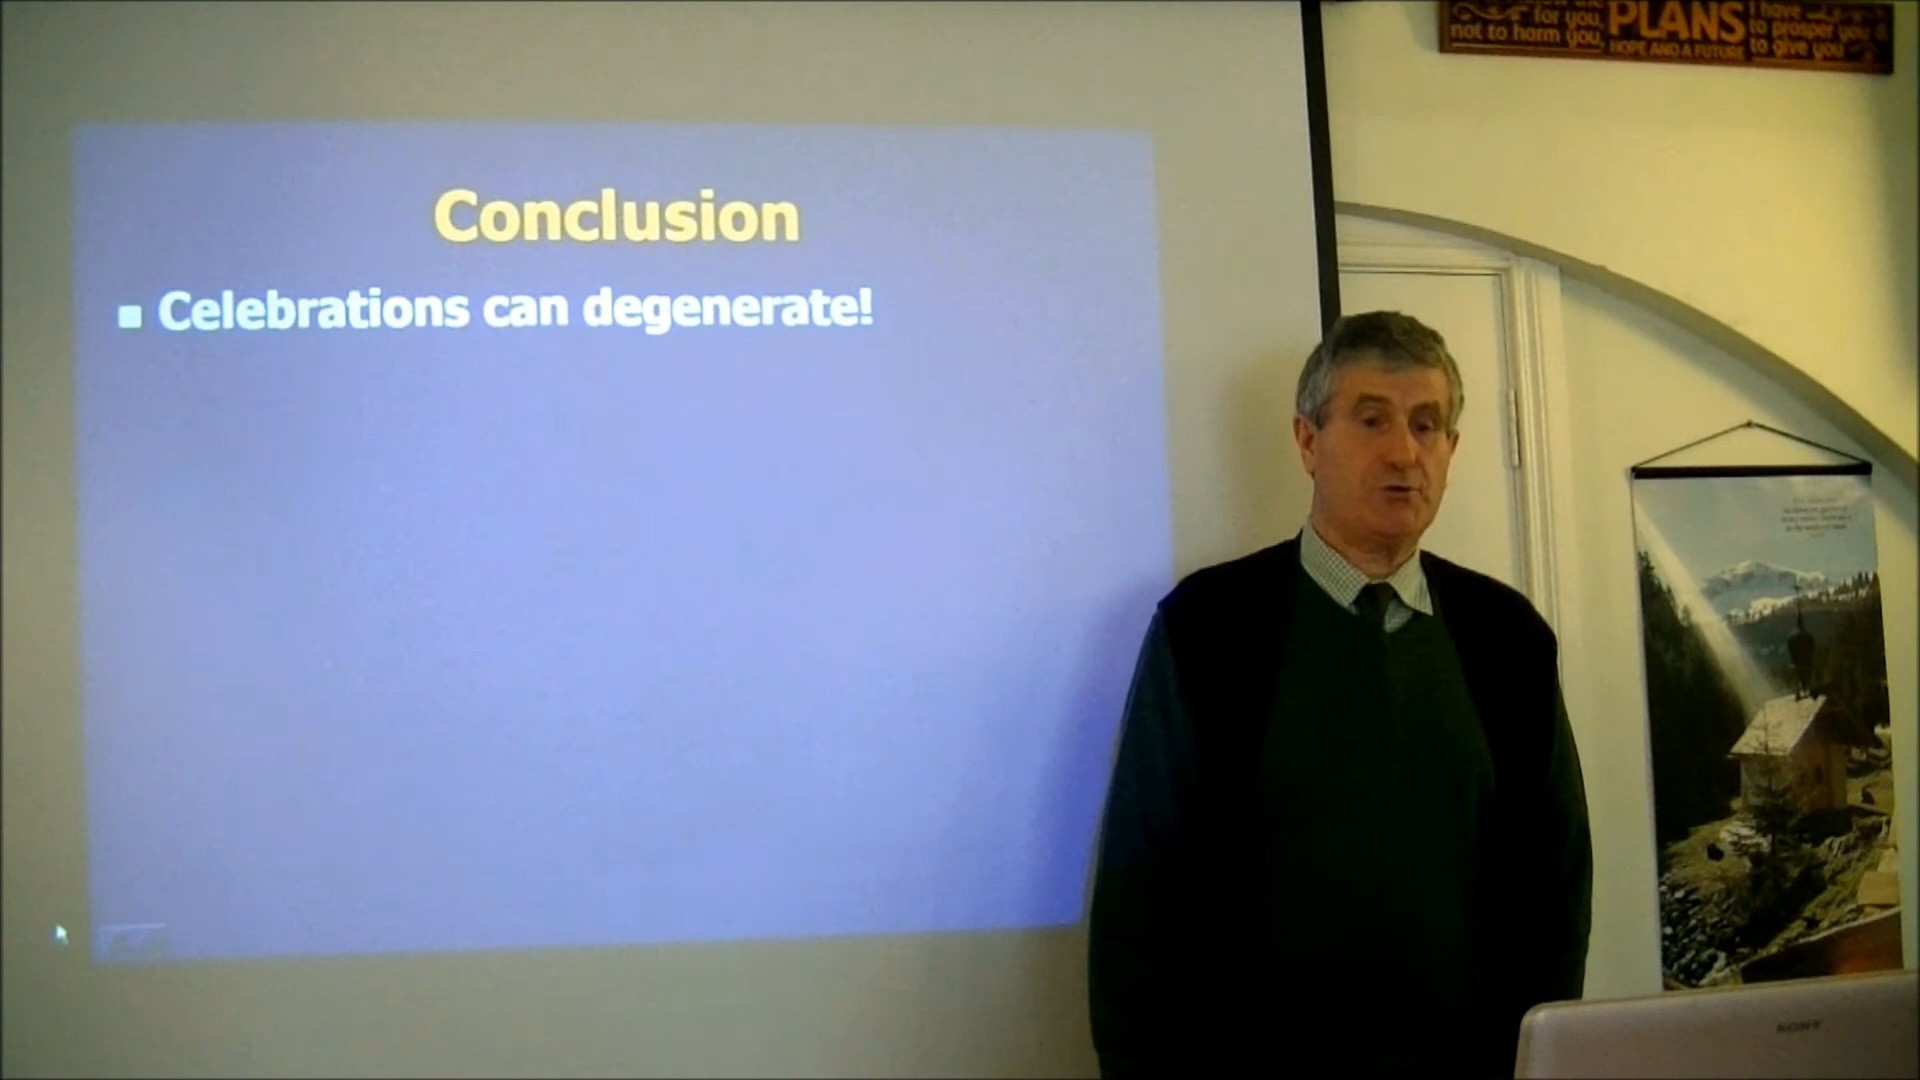 Conclusion
▪ Celebrations can degenerate!
for you, PLANS I have
not to harm you, HOPE AND A FUTURE to prosper you
to give you
SONY